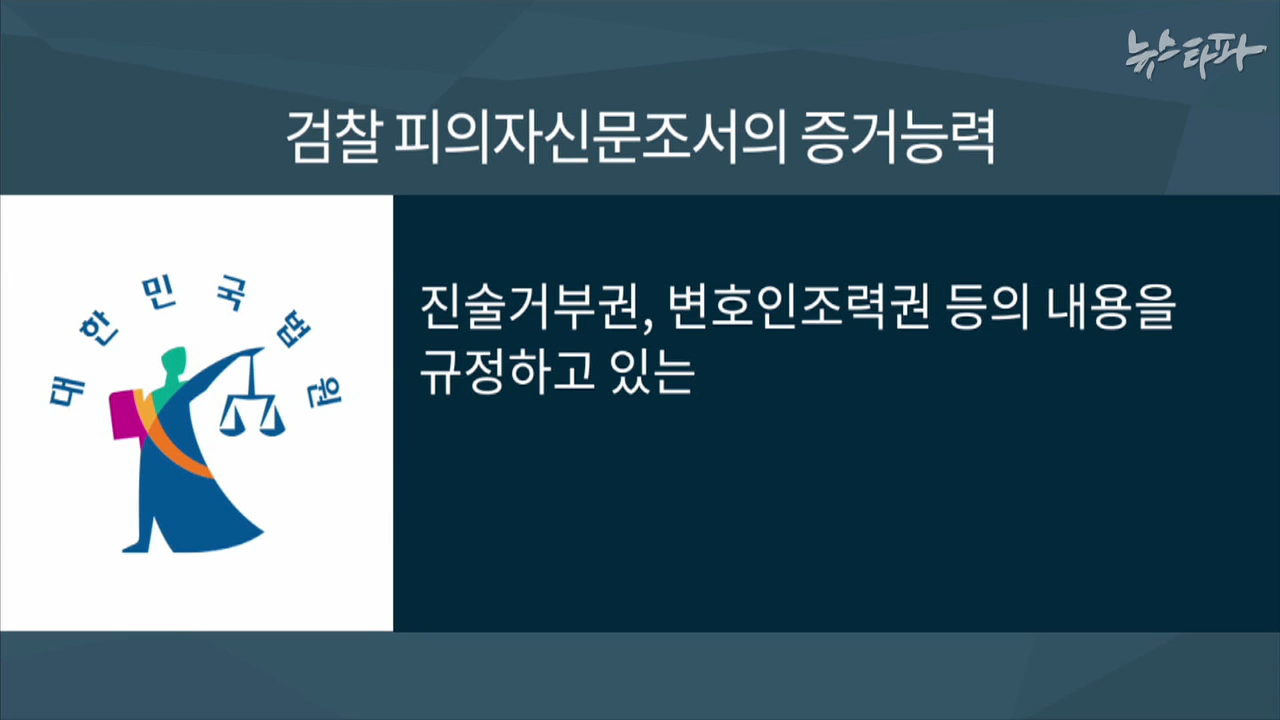 뉴스타파
검찰 피의자신문조서의 증거능력
대한민국법원
진술거부권, 변호인조력권 등의 내용을
규정하고 있는